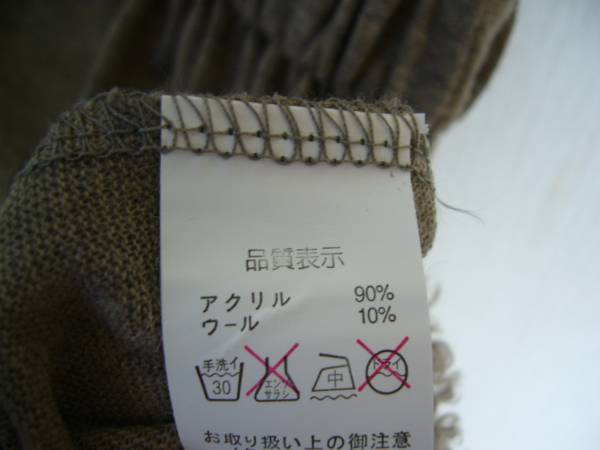 品質表示
アクリル 90%
ウール 10%
手洗イ 30 エンソ サラシ 中 ドライ
お取り扱い上の御注意